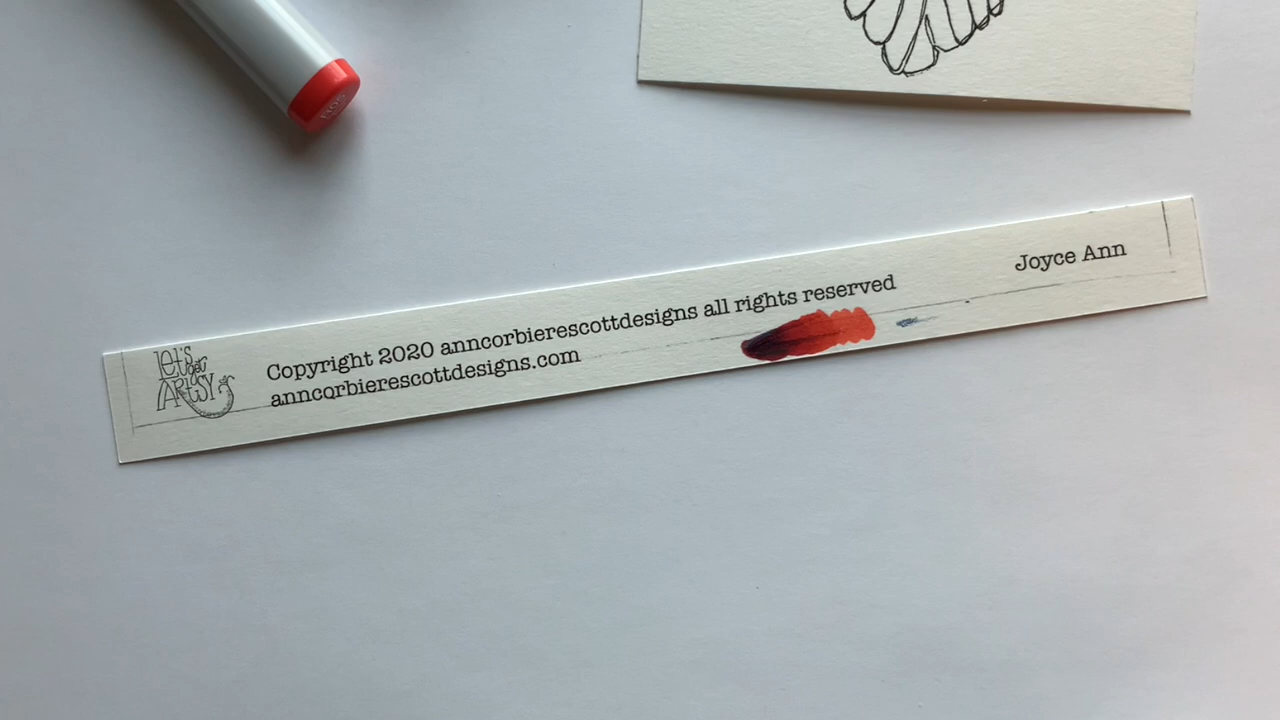 let's
get
ARTSY
Copyright 2020 anncorbierescottdesigns all rights reserved
anncorbierescottdesigns.com
Joyce Ann